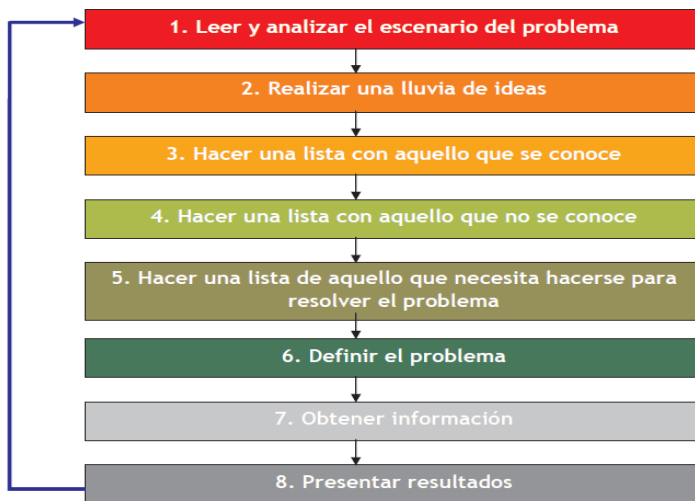 1. Leer y analizar el escenario del problema
2. Realizar una lluvia de ideas
3. Hacer una lista con aquello que se conoce
4. Hacer una lista con aquello que no se conoce
5. Hacer una lista de aquello que necesita hacerse para
resolver el problema
6. Definir el problema
7. Obtener información
8. Presentar resultados